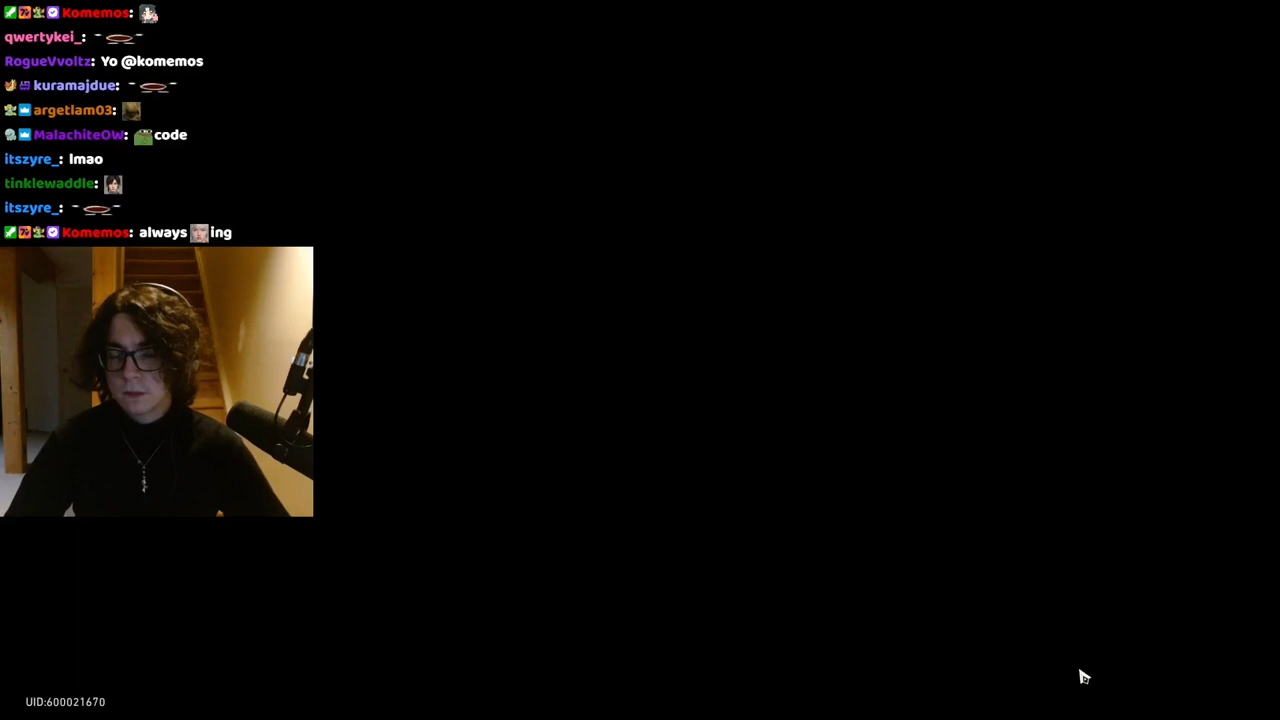 Komemos:
qwertykei_:
RogueVvoltz: Yo @komemos
kuramajdue:
argetlam03:
MalachiteOW: code
itszyre_: lmao
tinklewaddle:
itszyre_:
Komemos: always ing
UID:600021670